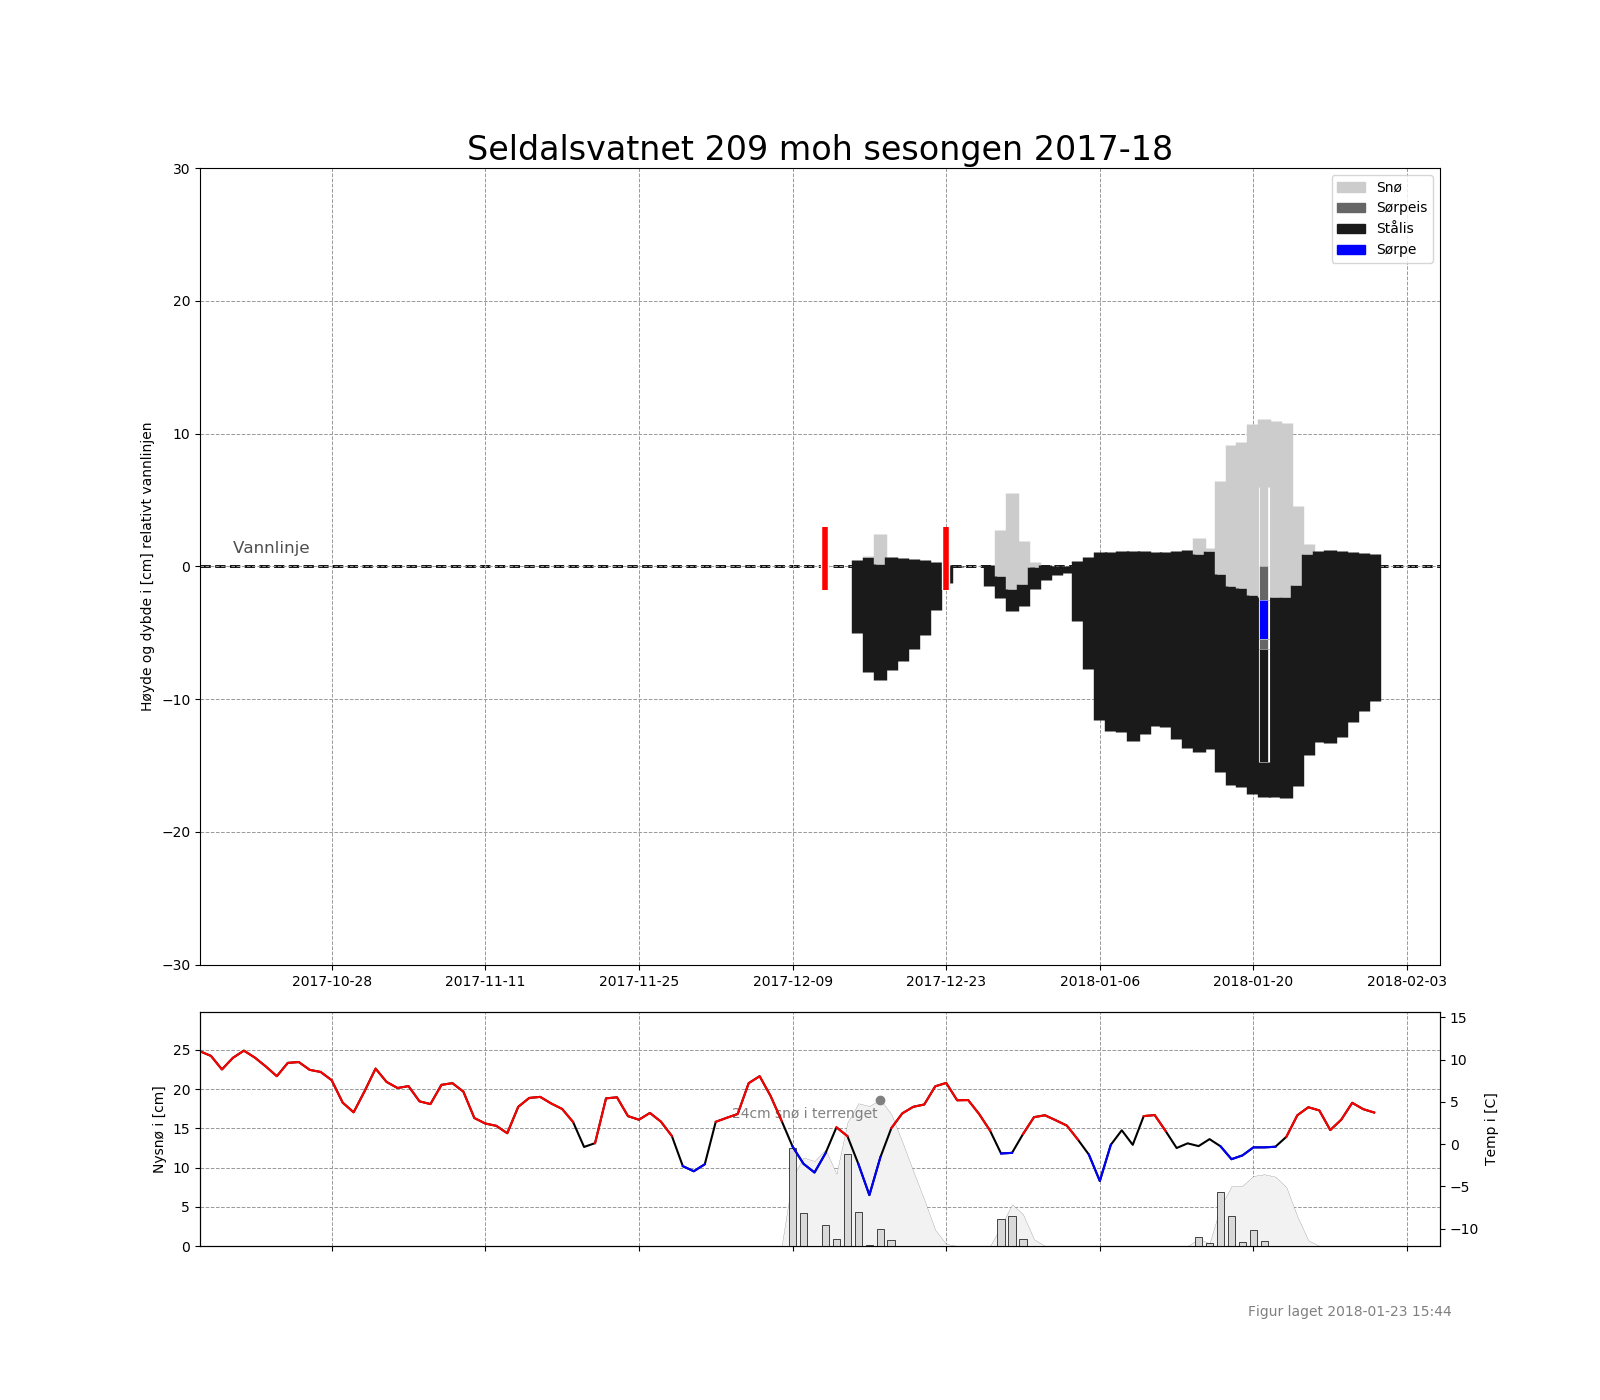 Seldalsvatnet 209 moh sesongen 2017-18
30
20
10
0
−10
−20
−30
Høyde og dybde i [cm] relativt vannlinjen
Vannlinje
Snø
Sørpeis
Stålis
Sørpe
2017-10-28 2017-11-11 2017-11-25 2017-12-09 2017-12-23 2018-01-06 2018-01-20 2018-02-03
25
20
15
10
5
0
Nysnø i [cm]
24cm snø i terrenget
15
10
5
0
−5
−10
Temp i [C]
Figur laget 2018-01-23 15:44